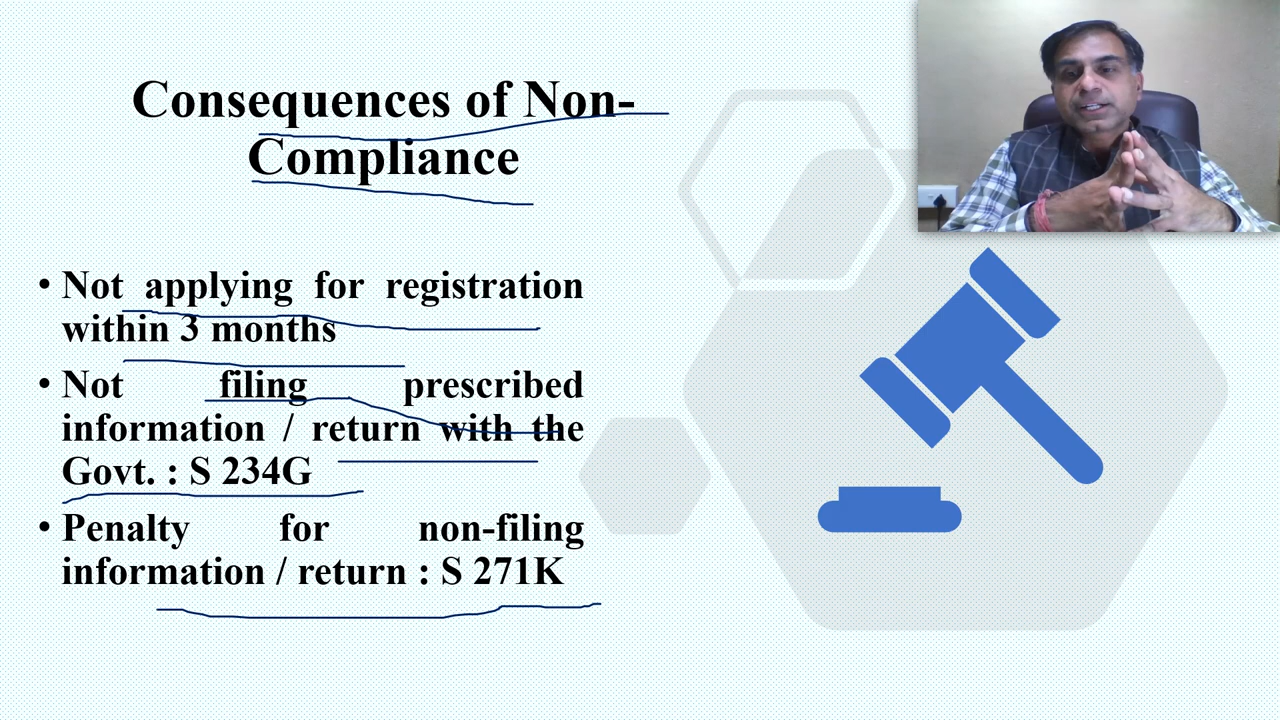 Consequences of Non-
Compliance
• Not applying for registration
within 3 months
• Not filing prescribed
information / return with the
Govt. : S 234G
• Penalty for non-filing
information / return : S 271K